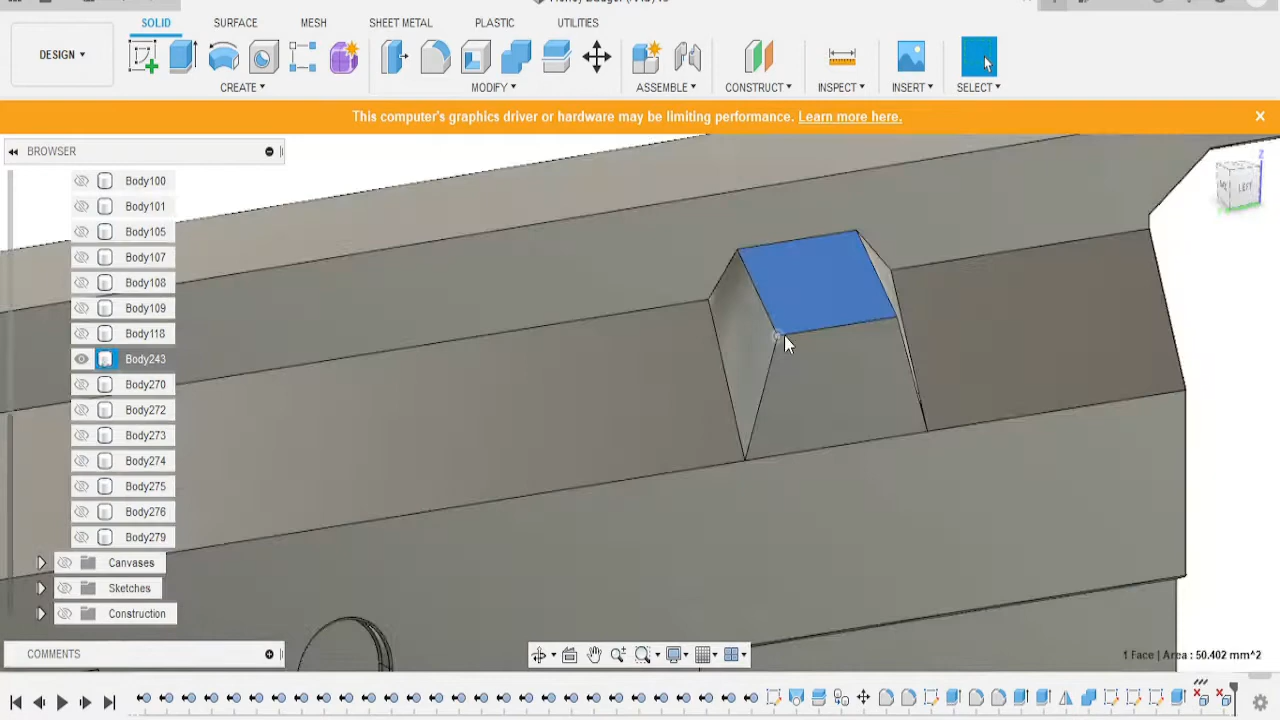 SOLID SURFACE MESH SHEET METAL PLASTIC UTILITIES
DESIGN
CREATE MODIFY ASSEMBLE CONSTRUCT INSPECT INSERT SELECT
This computer's graphics driver or hardware may be limiting performance. Learn more here.
BROWSER
LEFT
Body100
Body101
Body105
Body107
Body108
Body109
Body118
Body243
Body270
Body272
Body273
Body274
Body275
Body276
Body279
Canvases
Sketches
Construction
COMMENTS
1 Face | Area : 50.402 mm^2